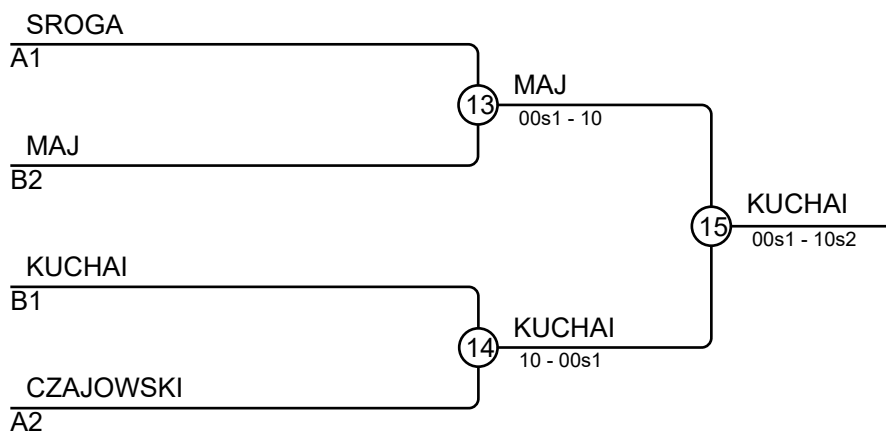 SROGA
A1
13
MAJ
00s1 - 10
MAJ
B2
15
KUCHAI
00s1 - 10s2
KUCHAI
B1
14
KUCHAI
10 - 00s1
CZAJOWSKI
A2